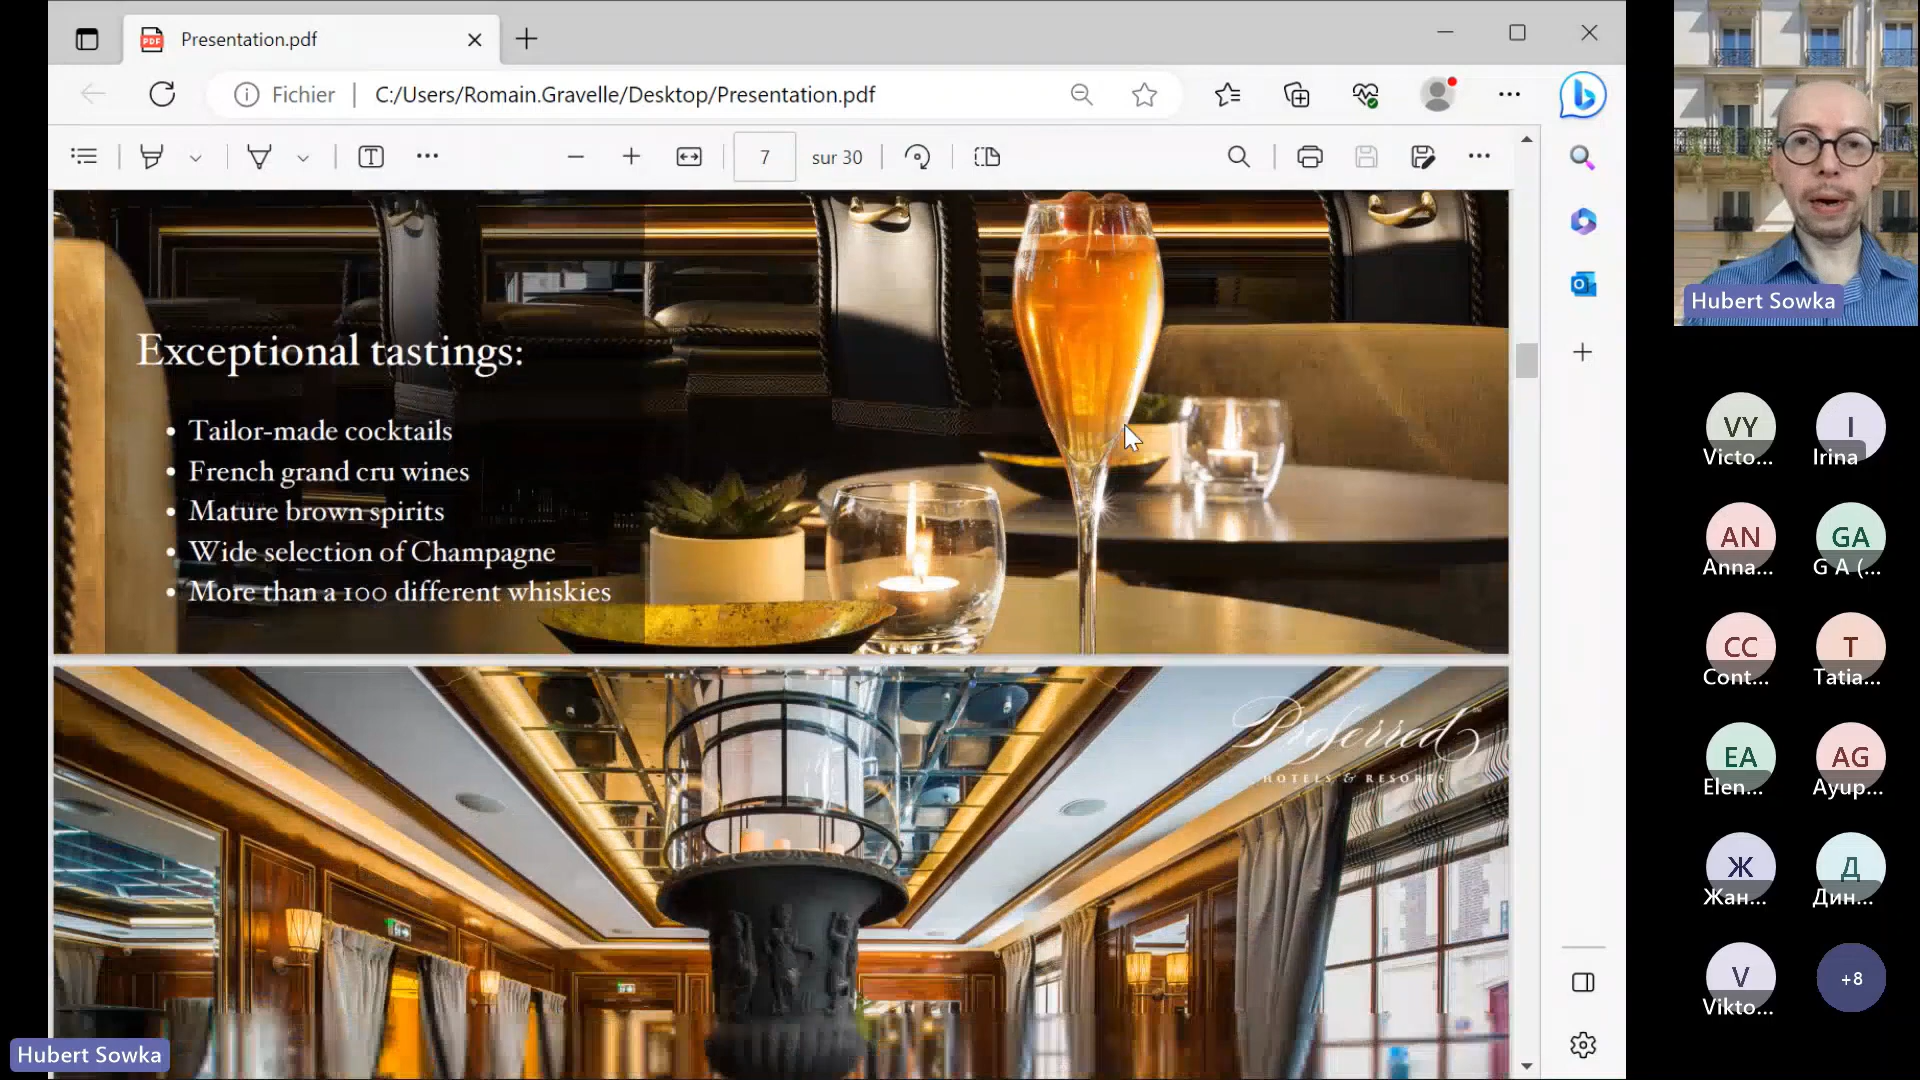 Presentation.pdf
Fichier
C:/Users/Romain.Gravelle/Desktop/Presentation.pdf
7
sur 30
Exceptional tastings:
• Tailor-made cocktails
• French grand cru wines
• Mature brown spirits
• Wide selection of Champagne
• More than a 100 different whiskies
Preferred
HOTELS & RESORTS
Hubert Sowka
Hubert Sowka
VY
Victo...
I
Irina
AN
Anna...
GA
G A (...
CC
Cont...
T
Tatia...
EA
Elen...
AG
Ayup...
Ж
Жан...
Д
Дин...
V
Vikto...
+8